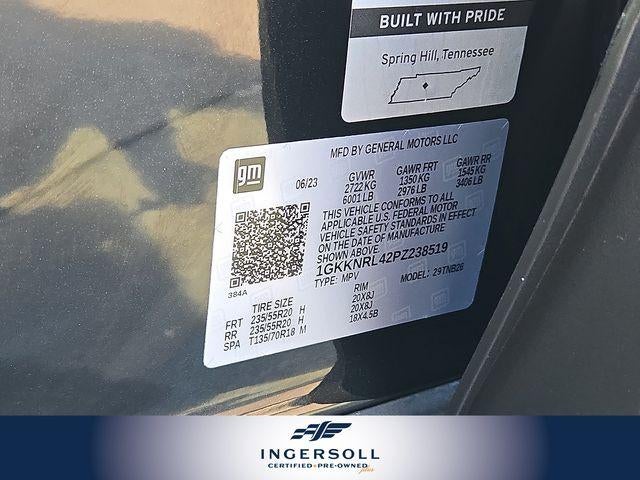 BUILT WITH PRIDE
Spring Hill, Tennessee
gm
MFD BY GENERAL MOTORS LLC
06/23 GVWR GAWR FRT GAWR RR
2722 KG 1350 KG 1545 KG
6001 LB 2976 LB 3406 LB
THIS VEHICLE CONFORMS TO ALL
APPLICABLE U.S. FEDERAL MOTOR
VEHICLE SAFETY STANDARDS IN EFFECT
ON THE DATE OF MANUFACTURE
SHOWN ABOVE.
1GKKNRL42PZ238519
TYPE: MPV 29TNB26
384A
TIRE SIZE RIM
FRT 235/55R20 H 20X8J
RR 235/55R20 H 20X8J
SPA T135/70R18 M 18X4.5B
INGERSOLL
CERTIFIED • PRE-OWNED plus